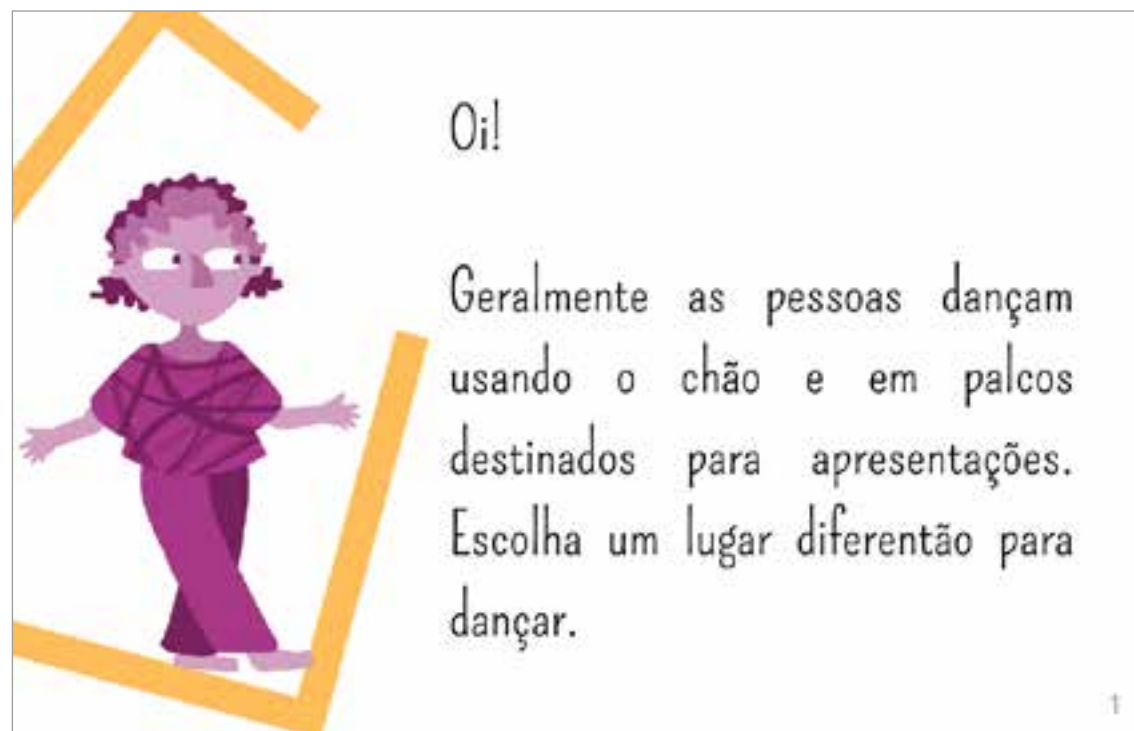 Oi!
Geralmente as pessoas dançam
usando o chão e em palcos
destinados para apresentações.
Escolha um lugar diferentão para
dançar.
1